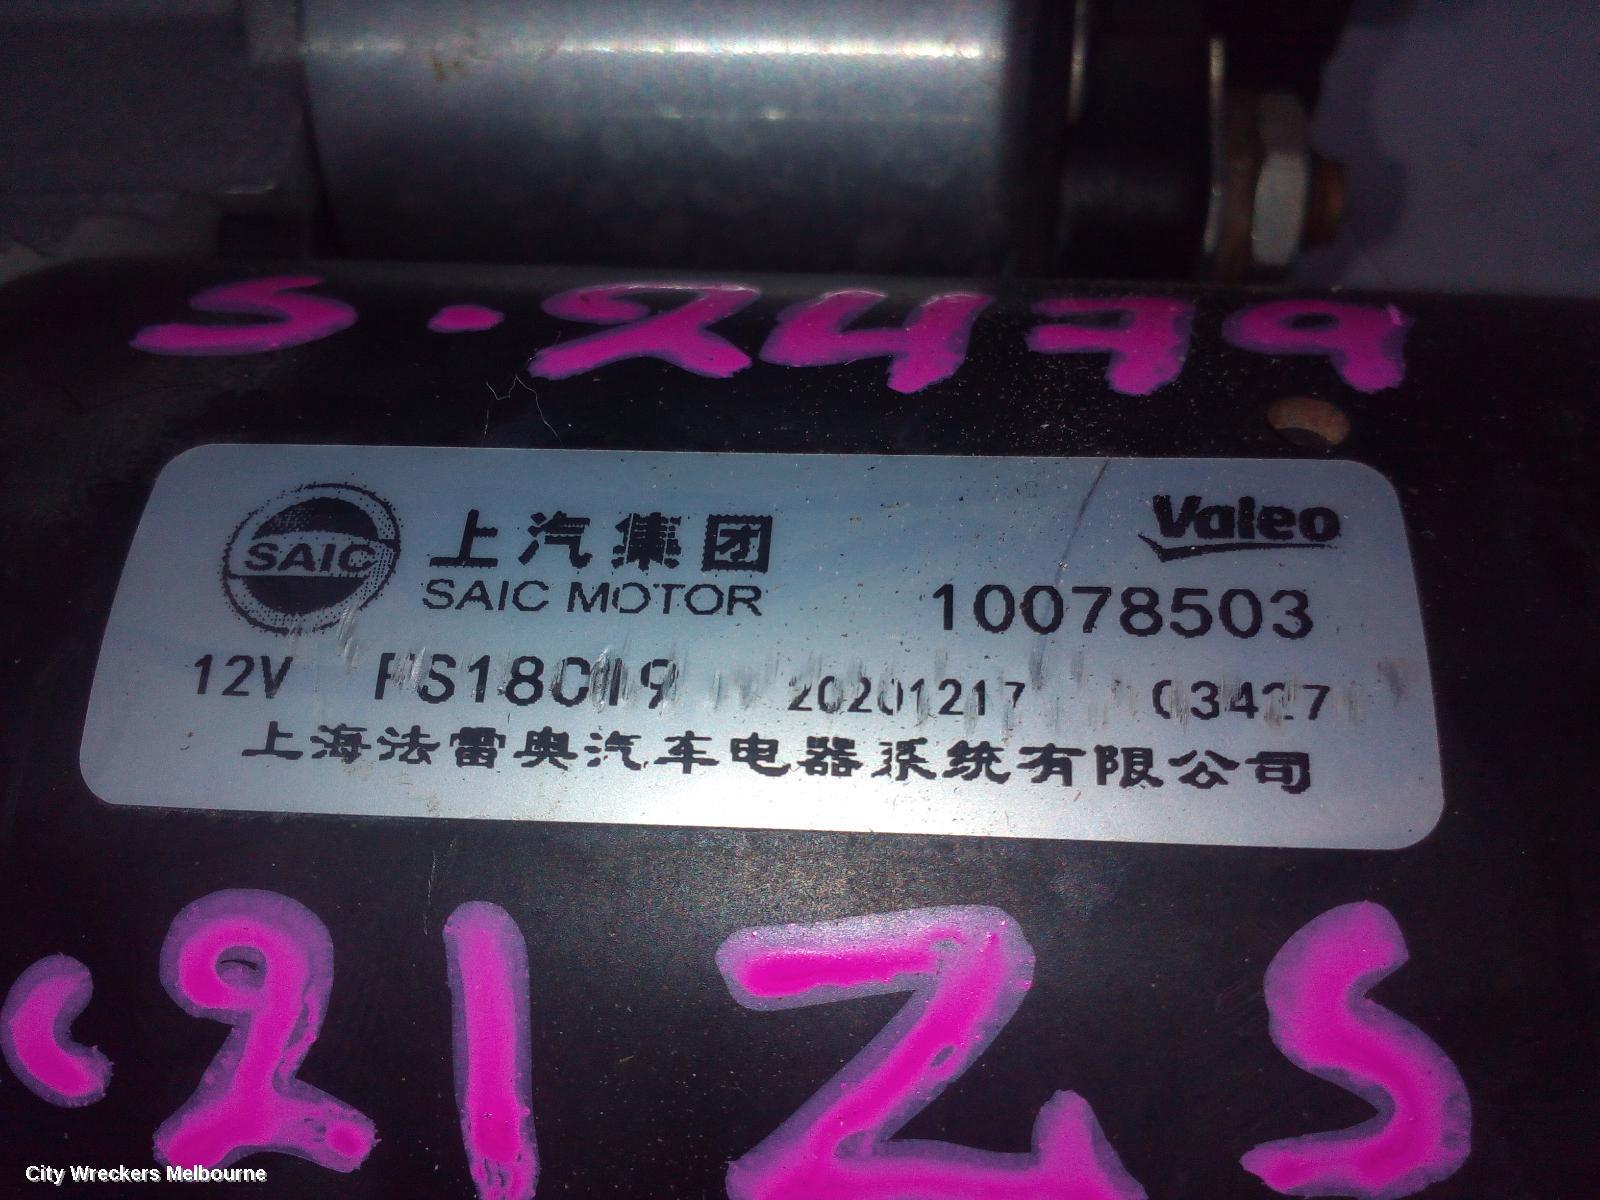 S.2479
SAIC
上汽集团
SAIC MOTOR
Valeo
10078503
12V 20201217
上海法雷奥汽车电器系统有限公司
21ZS
City Wreckers Melbourne